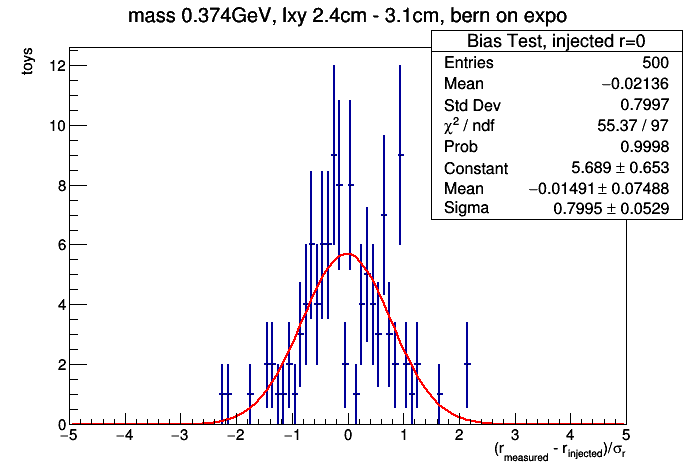 mass 0.374GeV, lxy 2.4cm - 3.1cm, bern on expo
Bias Test, injected r=0
Entries 500
Mean −0.02136
Std Dev 0.7997
χ² / ndf 55.37 / 97
Prob 0.9998
Constant 5.689 ± 0.653
Mean −0.01491 ± 0.07488
Sigma 0.7995 ± 0.0529
toys
12
10
8
6
4
2
0
−5 −4 −3 −2 −1 0 1 2 3 4 5
(r_measured - r_injected)/σ_r